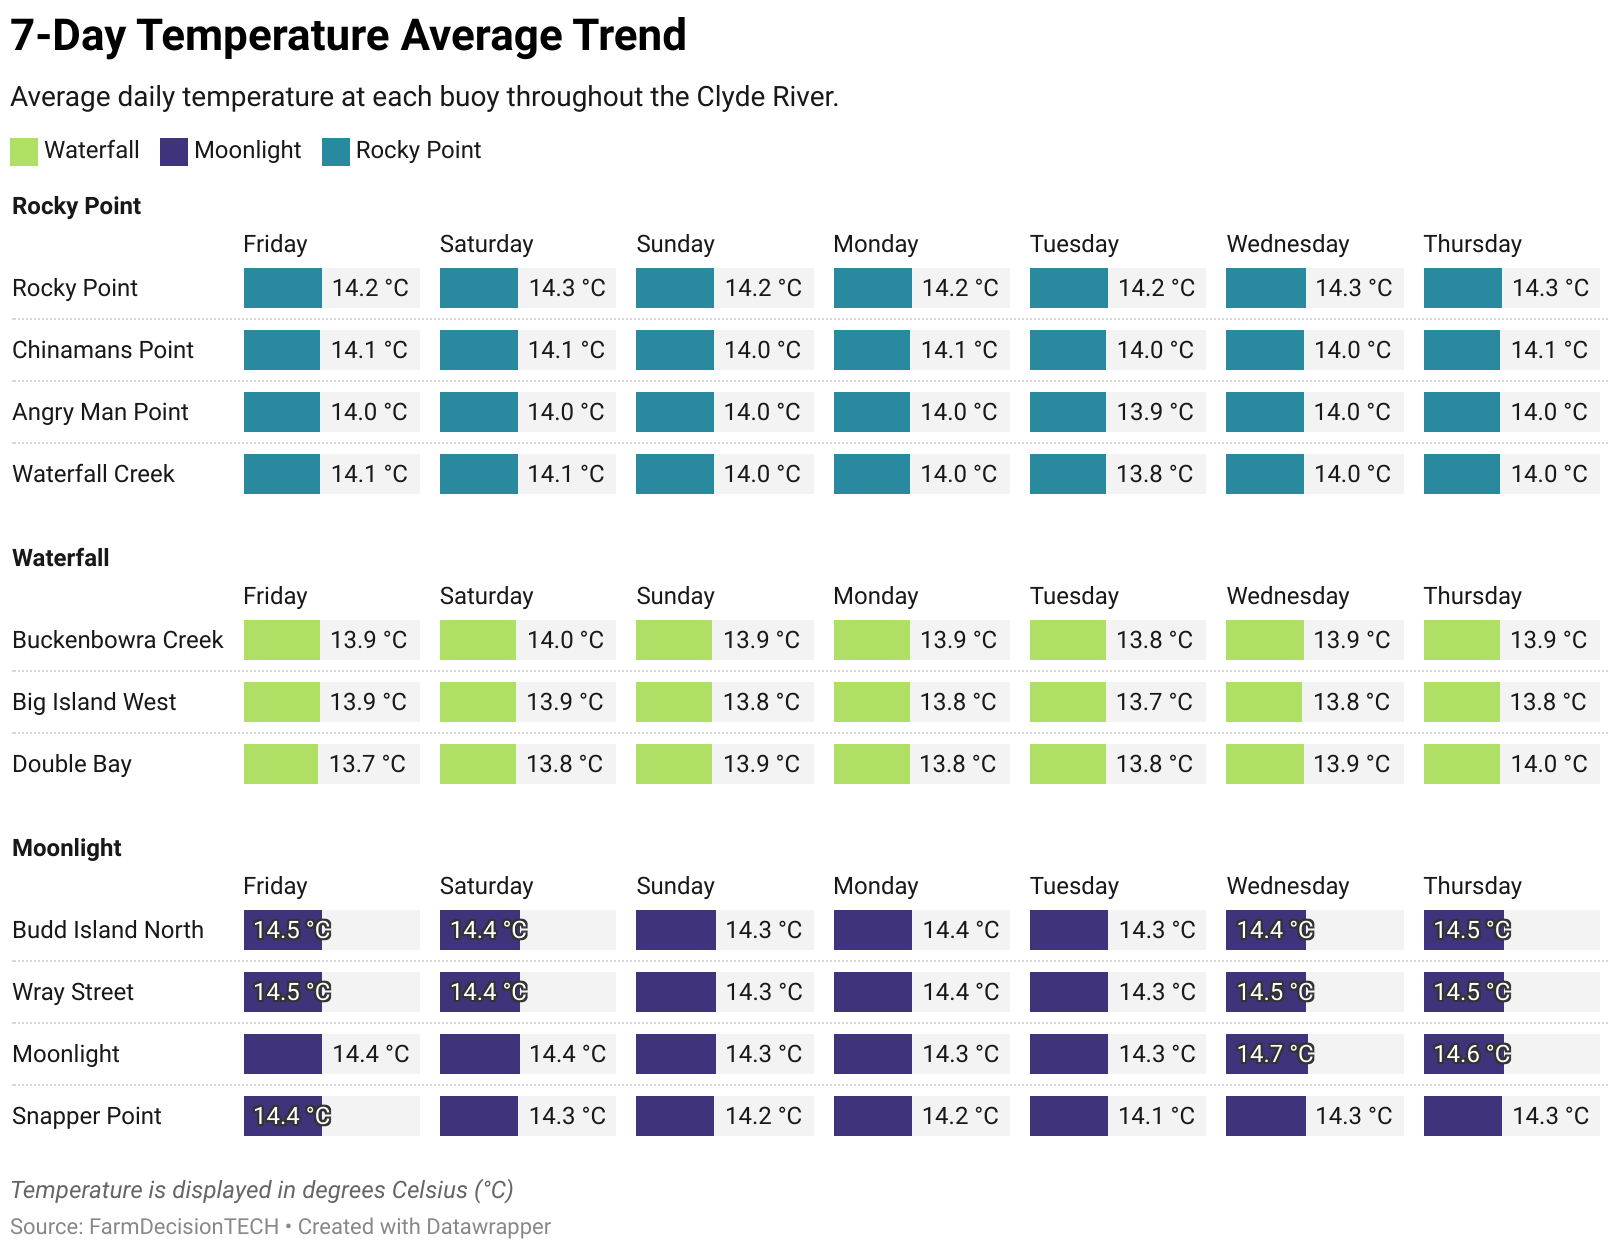 7-Day Temperature Average Trend
Average daily temperature at each buoy throughout the Clyde River.
Waterfall Moonlight Rocky Point
Rocky Point
Friday Saturday Sunday Monday Tuesday Wednesday Thursday
Rocky Point 14.2 °C 14.3 °C 14.2 °C 14.2 °C 14.2 °C 14.3 °C 14.3 °C
Chinamans Point 14.1 °C 14.1 °C 14.0 °C 14.1 °C 14.0 °C 14.0 °C 14.1 °C
Angry Man Point 14.0 °C 14.0 °C 14.0 °C 14.0 °C 13.9 °C 14.0 °C 14.0 °C
Waterfall Creek 14.1 °C 14.1 °C 14.0 °C 14.0 °C 13.8 °C 14.0 °C 14.0 °C
Waterfall
Friday Saturday Sunday Monday Tuesday Wednesday Thursday
Buckenbowra Creek 13.9 °C 14.0 °C 13.9 °C 13.9 °C 13.8 °C 13.9 °C 13.9 °C
Big Island West 13.9 °C 13.9 °C 13.8 °C 13.8 °C 13.7 °C 13.8 °C 13.8 °C
Double Bay 13.7 °C 13.8 °C 13.9 °C 13.8 °C 13.8 °C 13.9 °C 14.0 °C
Moonlight
Friday Saturday Sunday Monday Tuesday Wednesday Thursday
Budd Island North 14.5 °C 14.4 °C 14.3 °C 14.4 °C 14.3 °C 14.4 °C 14.5 °C
Wray Street 14.5 °C 14.4 °C 14.3 °C 14.4 °C 14.3 °C 14.5 °C 14.5 °C
Moonlight 14.4 °C 14.4 °C 14.3 °C 14.3 °C 14.3 °C 14.7 °C 14.6 °C
Snapper Point 14.4 °C 14.3 °C 14.2 °C 14.2 °C 14.1 °C 14.3 °C 14.3 °C
Temperature is displayed in degrees Celsius (°C)
Source: FarmDecisionTECH • Created with Datawrapper